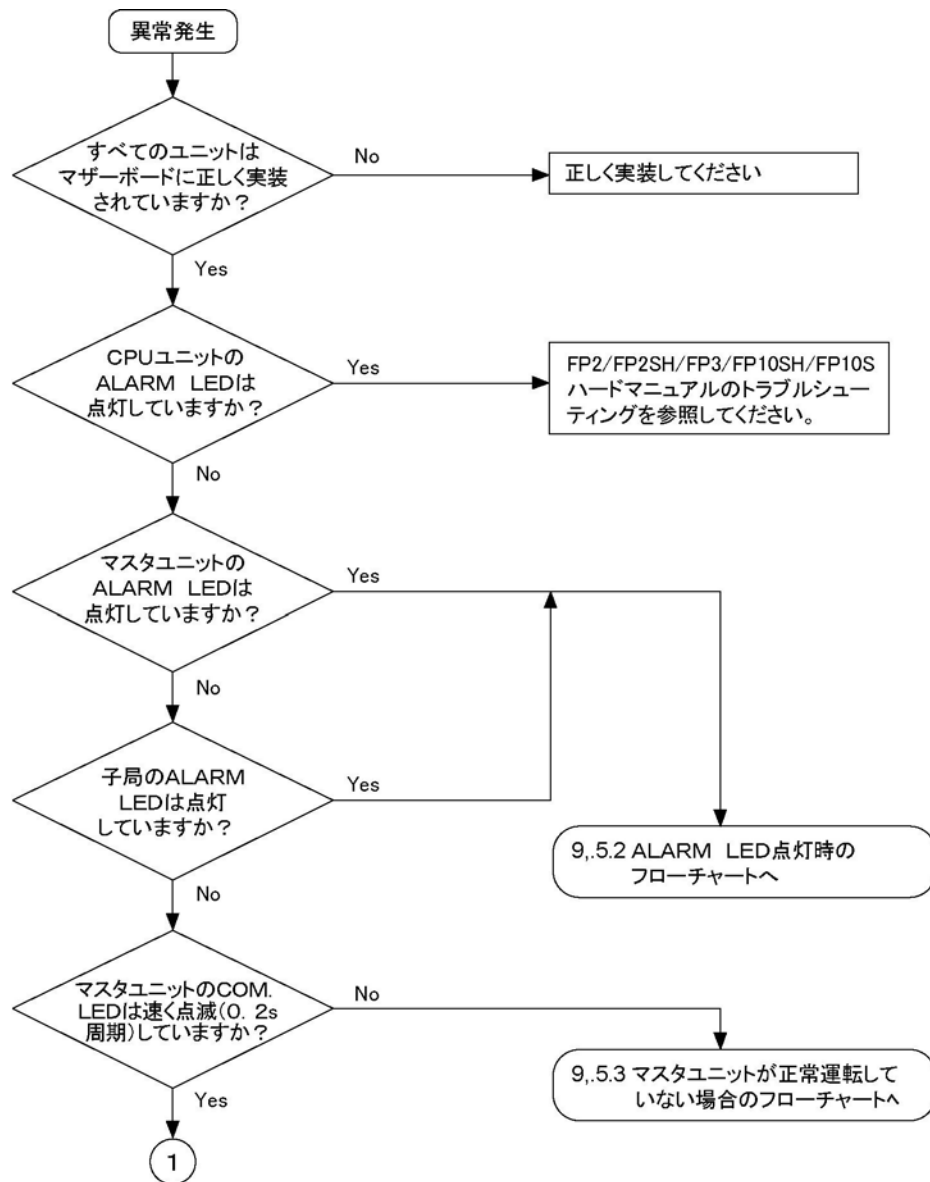 異常発生
すべてのユニットは
マザーボードに正しく実装
されていますか？
No
正しく実装してください
Yes
CPUユニットの
ALARM LEDは
点灯していますか？
Yes
FP2/FP2SH/FP3/FP10SH/FP10S
ハードマニュアルのトラブルシュー
ティングを参照してください。
No
マスタユニットの
ALARM LEDは
点灯していますか？
Yes
No
子局のALARM
LEDは点灯
していますか？
Yes
9,.5.2 ALARM LED点灯時の
フローチャートへ
No
マスタユニットのCOM.
LEDは速く点滅(0. 2s
周期)していますか？
No
9,.5.3 マスタユニットが正常運転して
いない場合のフローチャートへ
Yes
1